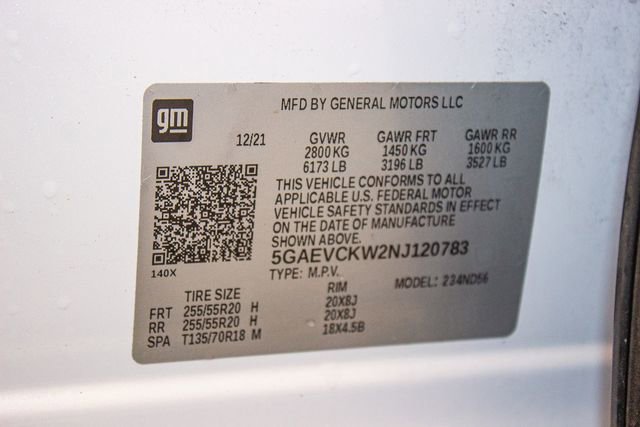 gm
MFD BY GENERAL MOTORS LLC
12/21 GVWR GAWR FRT GAWR RR
2800 KG 1450 KG 1600 KG
6173 LB 3196 LB 3527 LB
THIS VEHICLE CONFORMS TO ALL
APPLICABLE U.S. FEDERAL MOTOR
VEHICLE SAFETY STANDARDS IN EFFECT
ON THE DATE OF MANUFACTURE
SHOWN ABOVE.
5GAEVCKW2NJ120783
140X
TYPE: M.P.V. MODEL: 234ND56
TIRE SIZE RIM
FRT 255/55R20 H 20X8J
RR 255/55R20 H 20X8J
SPA T135/70R18 M 18X4.5B